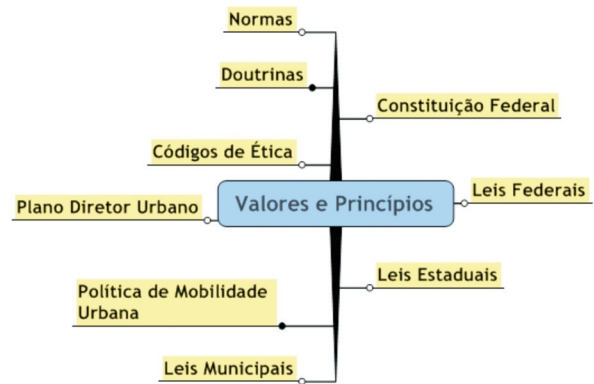 Normas
Doutrinas
Constituição Federal
Códigos de Ética
Leis Federais
Plano Diretor Urbano
Valores e Princípios
Leis Estaduais
Política de Mobilidade
Urbana
Leis Municipais